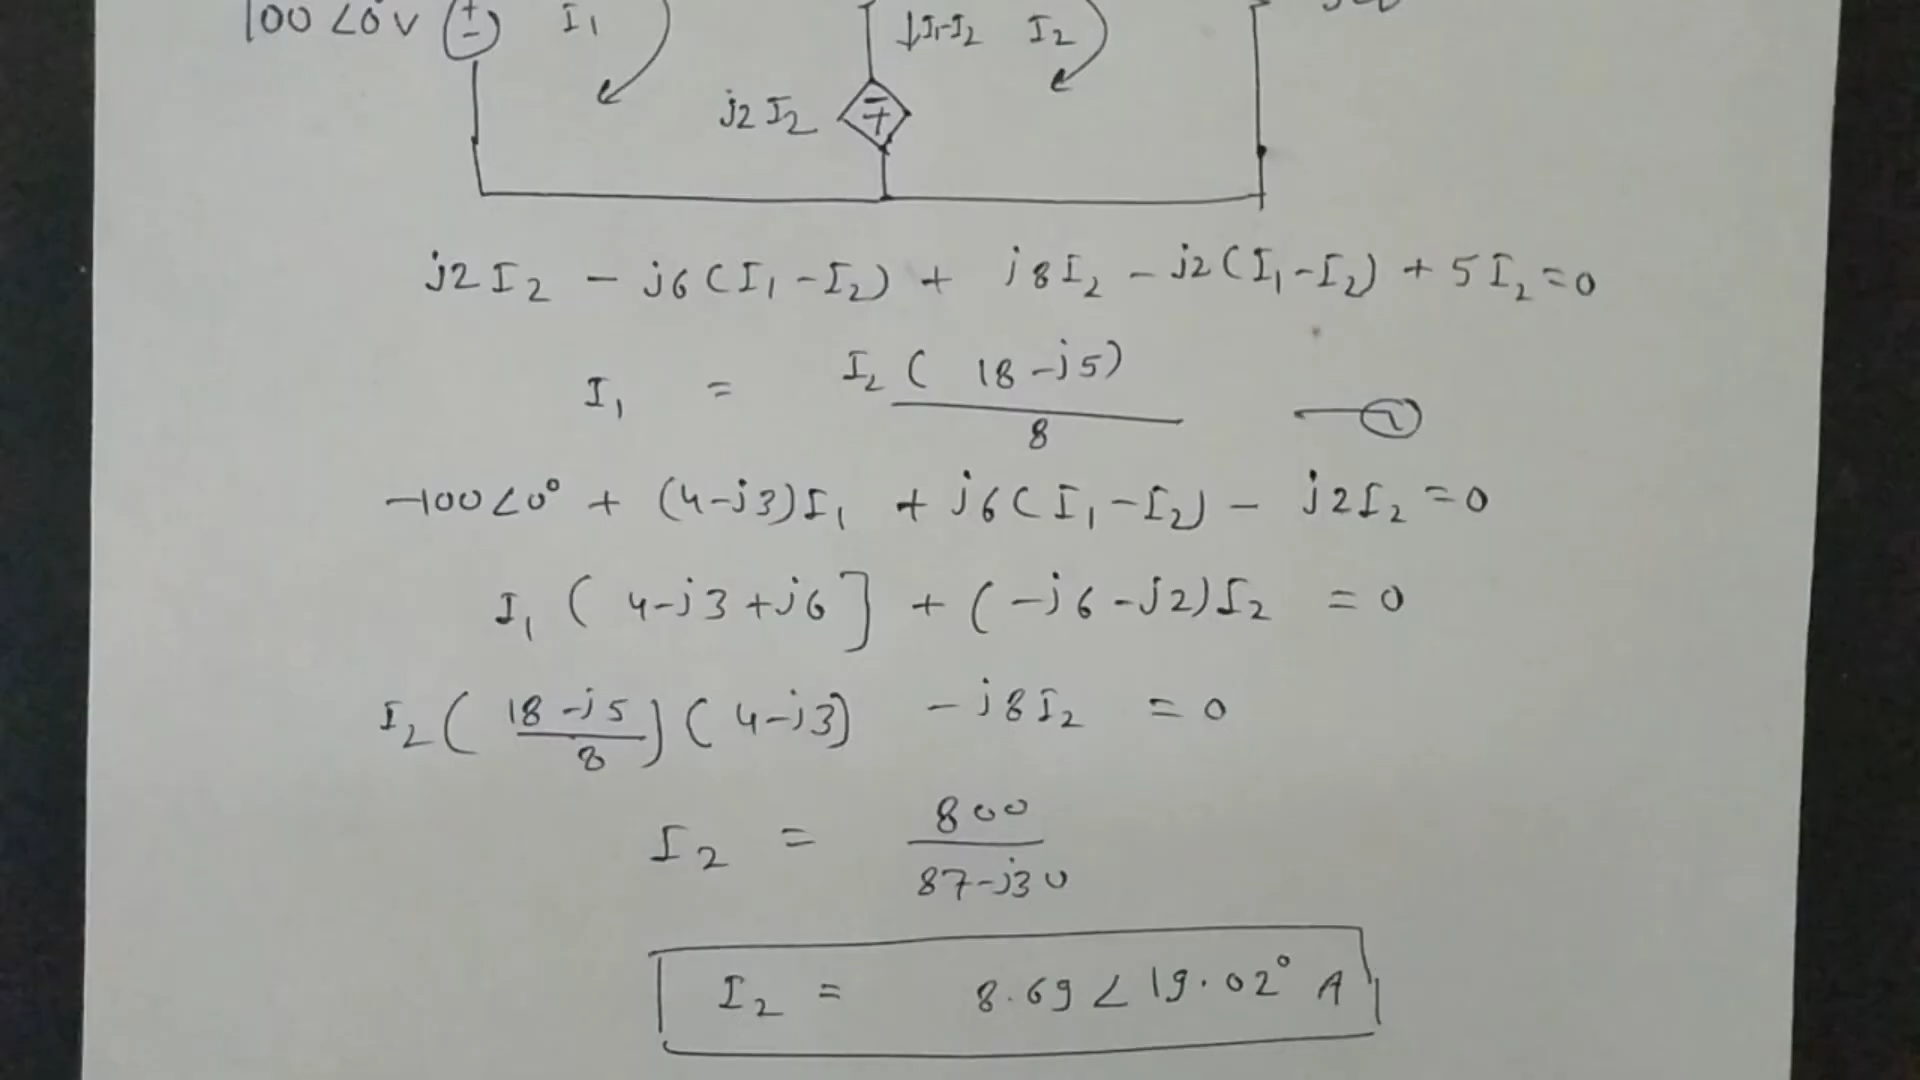 100 ∠0 V + - I₁ ↓I₁-I₂ I₂
j2 I₂ - +
j2 I₂ - j6 (I₁ - I₂) + j8 I₂ - j2 (I₁ - I₂) + 5 I₂ = 0
I₁ = I₂ ( 18 - j5) / 8
-100∠0° + (4-j3) I₁ + j6 (I₁ - I₂) - j2 I₂ = 0
I₁ ( 4-j3 +j6 ] + (-j6 - j2) I₂ = 0
I₂ ( 18 -j5 / 8 ) ( 4-j3) - j8 I₂ = 0
I₂ = 800 / 87-j30
I₂ = 8.69 ∠ 19.02° A